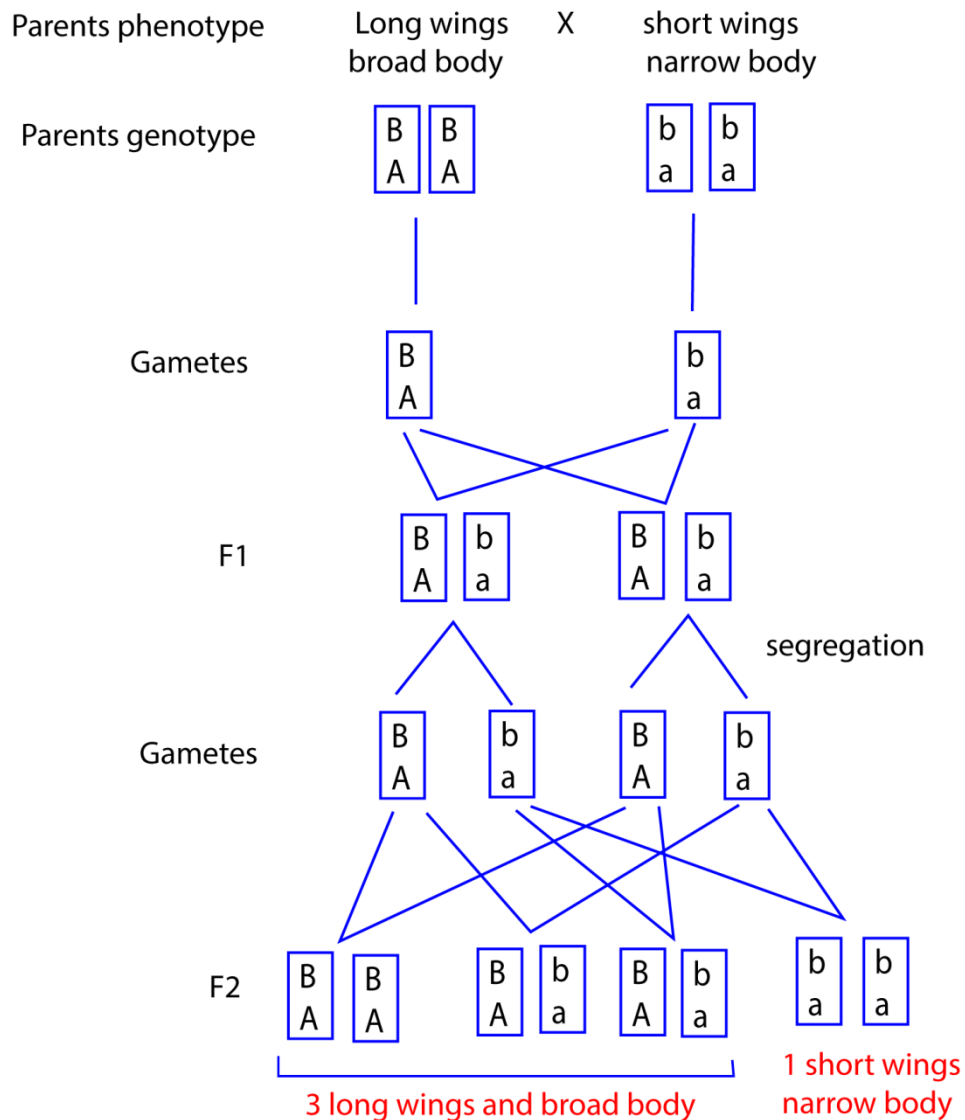 Parents phenotype Long wings X short wings
broad body narrow body
Parents genotype B B b b
A A a a
Gametes B b
A a
F1 B b B b
A a A a
segregation
Gametes B b B b
A a A a
F2 B B B b B b b b
A A A a A a a a
1 short wings
3 long wings and broad body narrow body